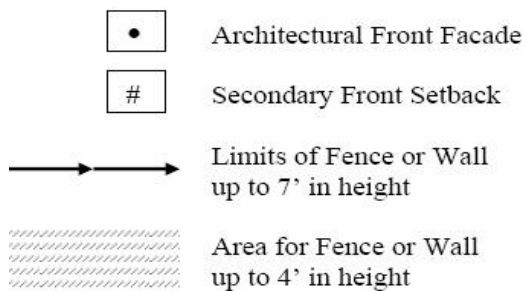 • Architectural Front Facade
# Secondary Front Setback
Limits of Fence or Wall
up to 7’ in height
Area for Fence or Wall
up to 4’ in height